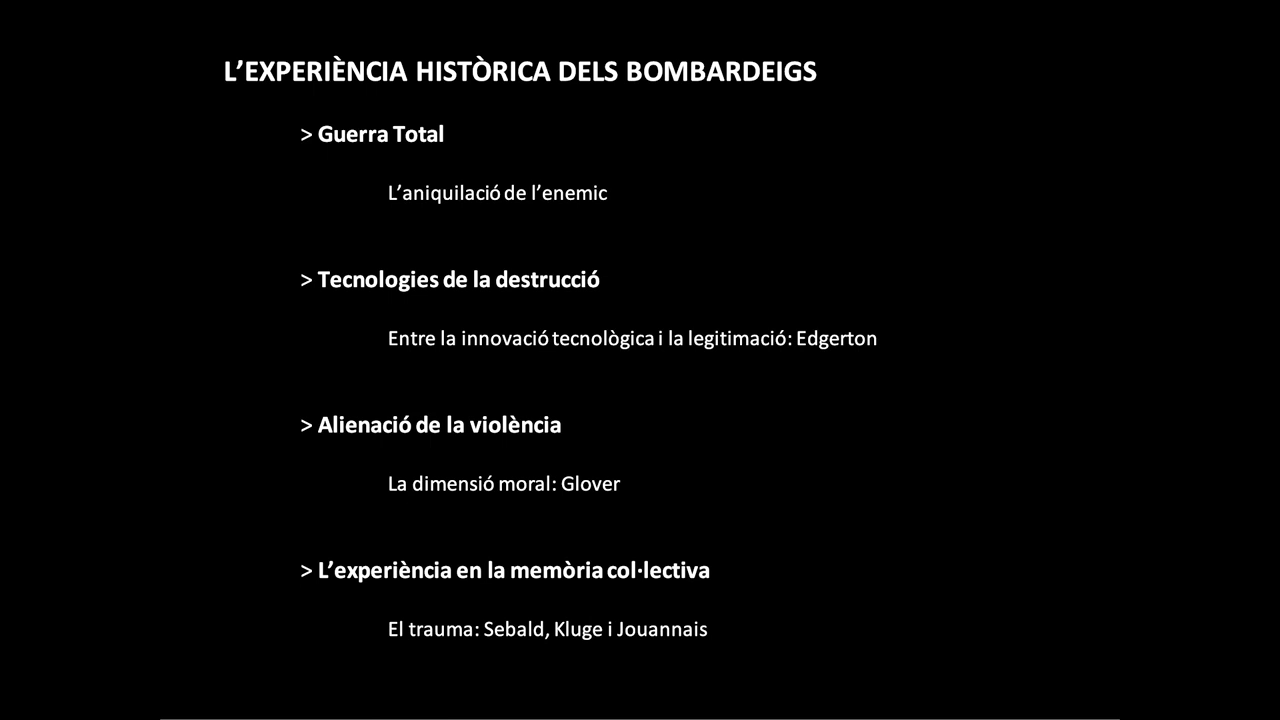 L’EXPERIÈNCIA HISTÒRICA DELS BOMBARDEIGS
> Guerra Total
L’aniquilació de l’enemic
> Tecnologies de la destrucció
Entre la innovació tecnològica i la legitimació: Edgerton
> Alienació de la violència
La dimensió moral: Glover
> L’experiència en la memòria col·lectiva
El trauma: Sebald, Kluge i Jouannais